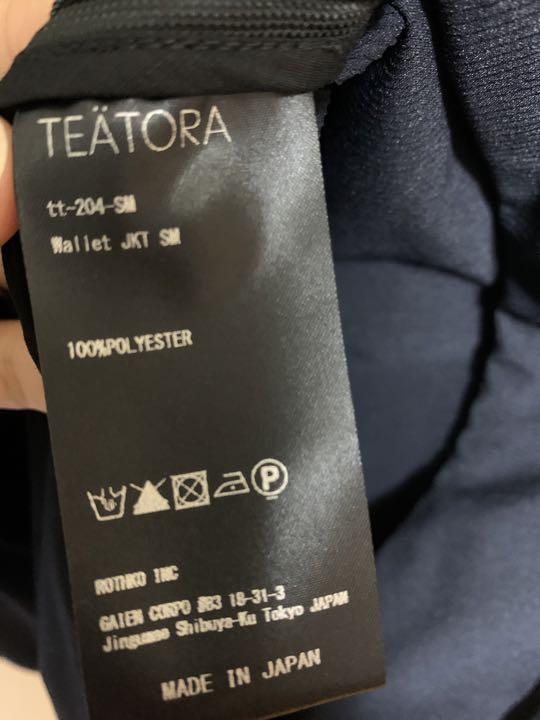 TEÄTORA
tt-204-SM
Wallet JKT SM
100%POLYESTER
P
ROTHKO INC
GAIEN CORPO 883 18-31-3
Jingumae Shibuya-Ku Tokyo JAPAN
MADE IN JAPAN